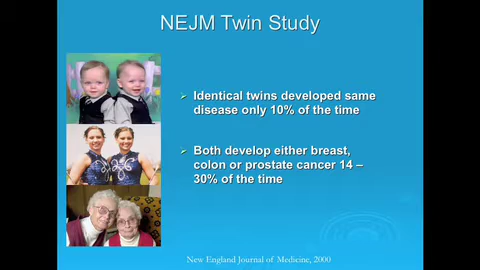 NEJM Twin Study
Identical twins developed same
disease only 10% of the time
Both develop either breast,
colon or prostate cancer 14 –
30% of the time
New England Journal of Medicine, 2000